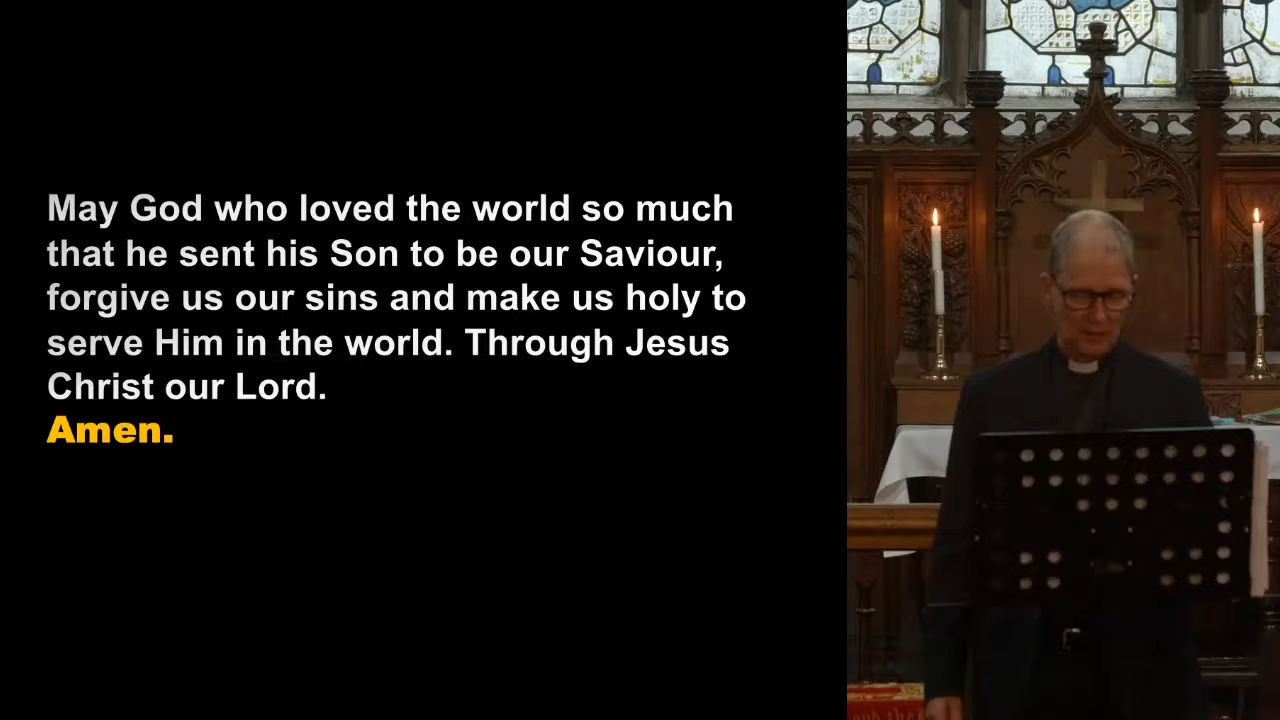 May God who loved the world so much
that he sent his Son to be our Saviour,
forgive us our sins and make us holy to
serve Him in the world. Through Jesus
Christ our Lord.
Amen.